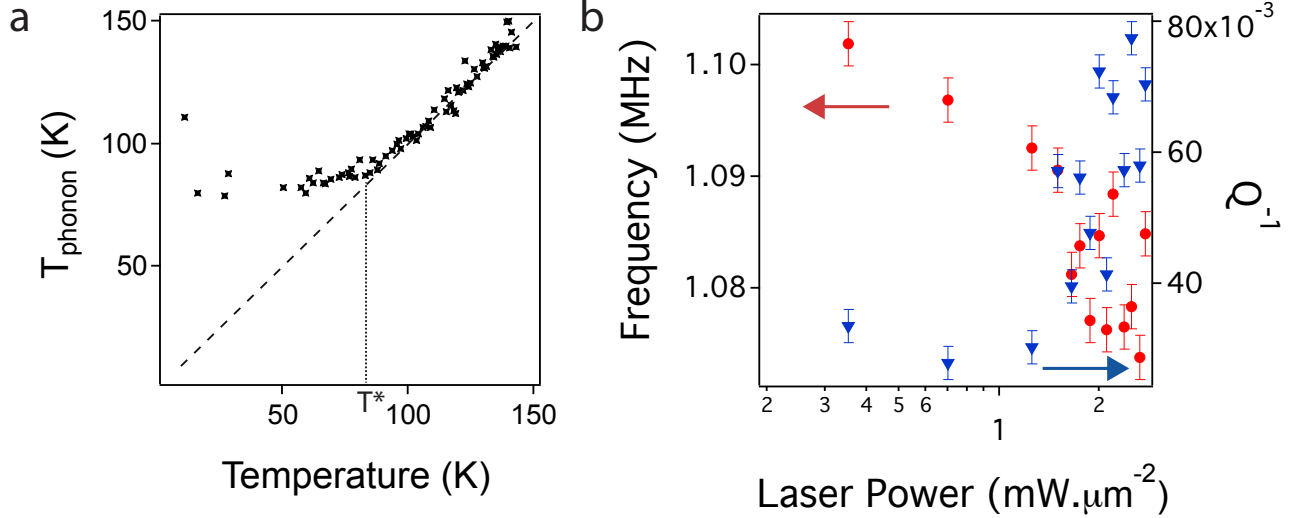 a
150
100
50
T_phonon (K)
50
T*
100
150
Temperature (K)
b
1.10
1.09
1.08
Frequency (MHz)
80x10^-3
60
40
Q^-1
2
3
4
5
6
1
2
Laser Power (mW.μm^-2)